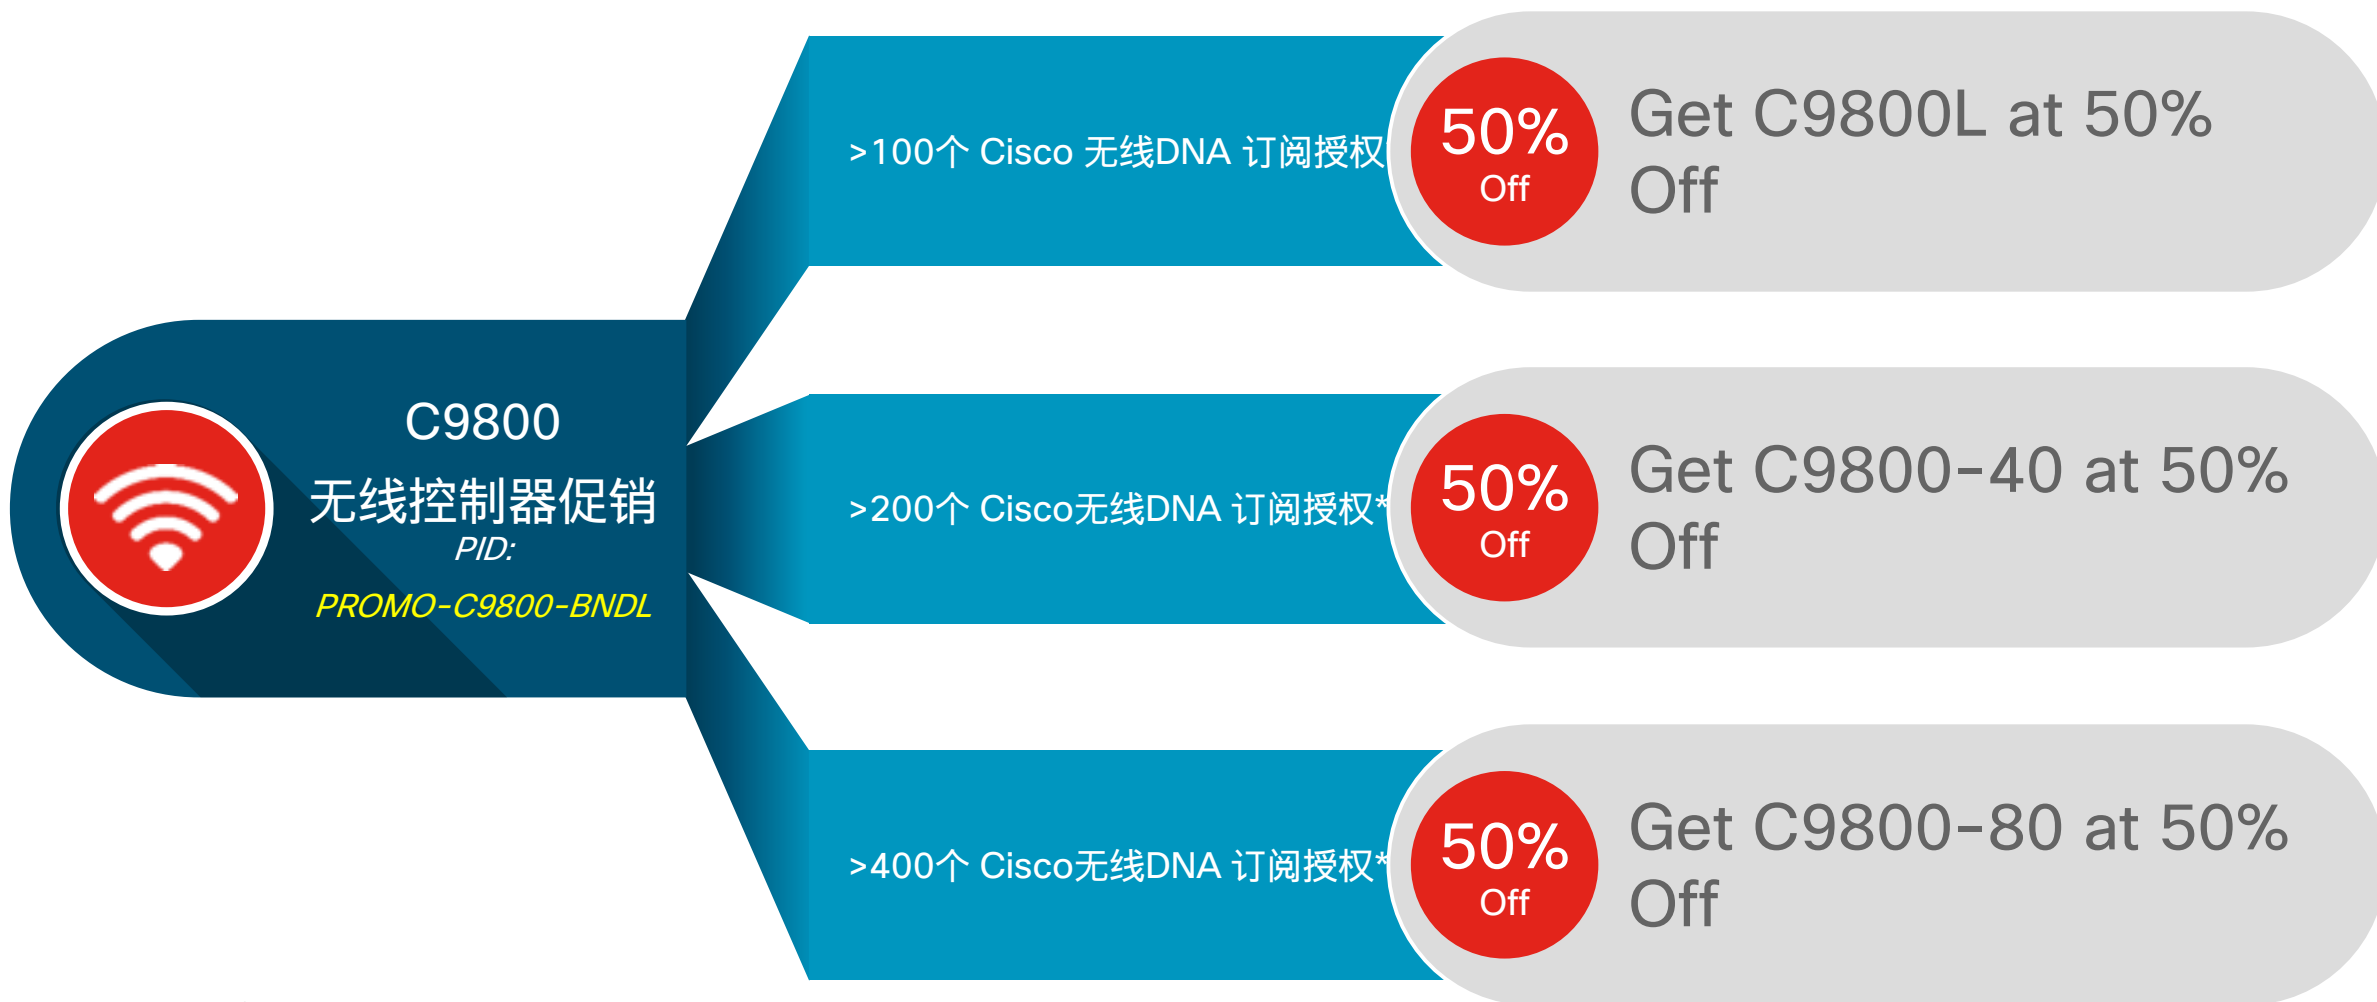 C9800
无线控制器促销
PID:
PROMO-C9800-BNDL
>100个 Cisco 无线DNA 订阅授权
50%
Off
Get C9800L at 50%
Off
>200个 Cisco无线DNA 订阅授权*
50%
Off
Get C9800-40 at 50%
Off
>400个 Cisco无线DNA 订阅授权*
50%
Off
Get C9800-80 at 50%
Off